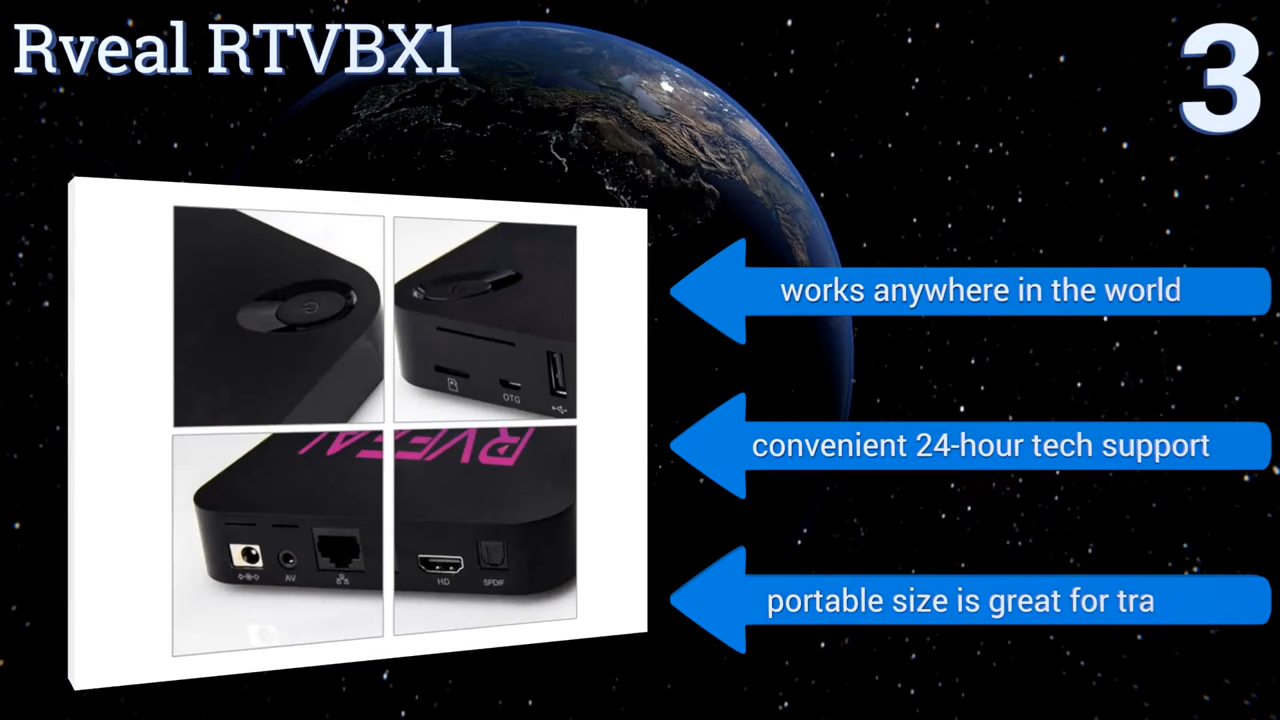 Rveal RTVBX1
3
works anywhere in the world
convenient 24-hour tech support
portable size is great for tra
OTG
RVEAL
AV
HD
SPDIF